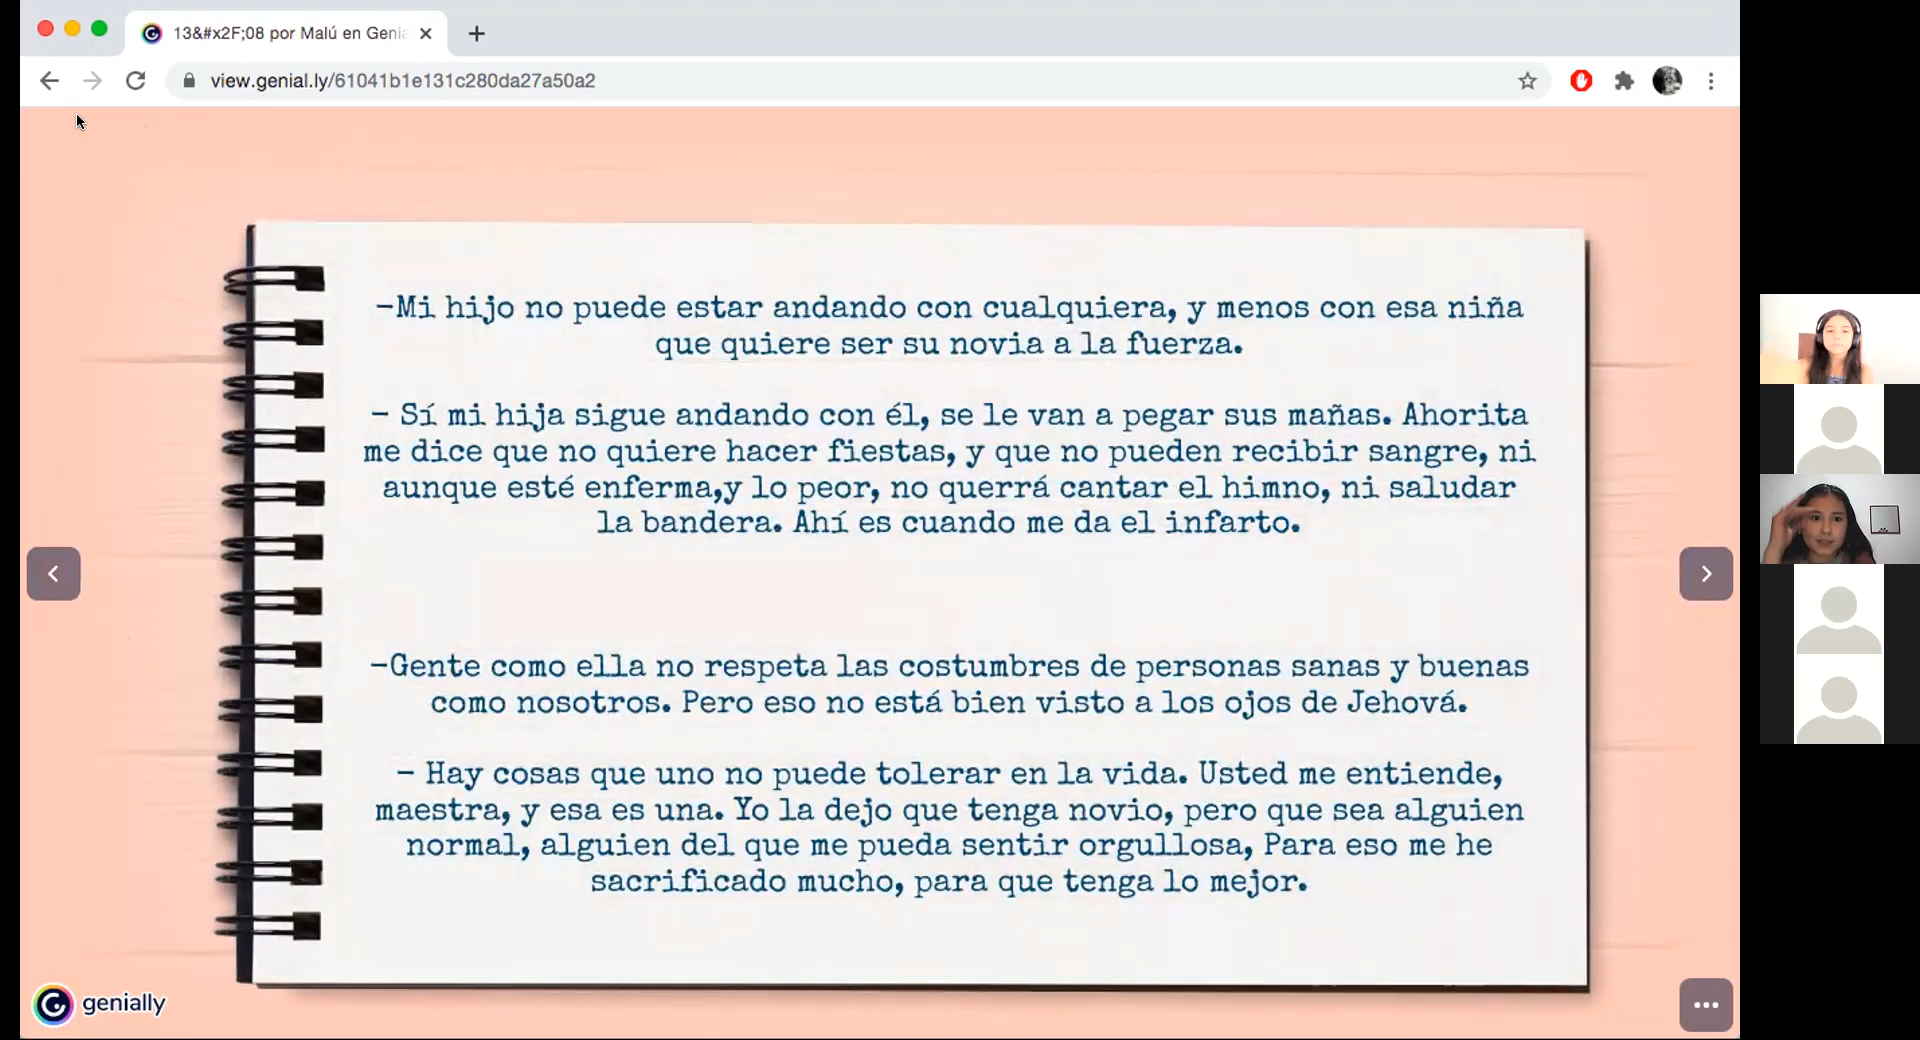 13&#x2F;08 por Malú en Genia
view.genial.ly/61041b1e131c280da27a50a2
-Mi hijo no puede estar andando con cualquiera, y menos con esa niña
que quiere ser su novia a la fuerza.
- Sí mi hija sigue andando con él, se le van a pegar sus mañas. Ahorita
me dice que no quiere hacer fiestas, y que no pueden recibir sangre, ni
aunque esté enferma,y lo peor, no querrá cantar el himno, ni saludar
la bandera. Ahí es cuando me da el infarto.
-Gente como ella no respeta las costumbres de personas sanas y buenas
como nosotros. Pero eso no está bien visto a los ojos de Jehová.
- Hay cosas que uno no puede tolerar en la vida. Usted me entiende,
maestra, y esa es una. Yo la dejo que tenga novio, pero que sea alguien
normal, alguien del que me pueda sentir orgullosa, Para eso me he
sacrificado mucho, para que tenga lo mejor.
genially